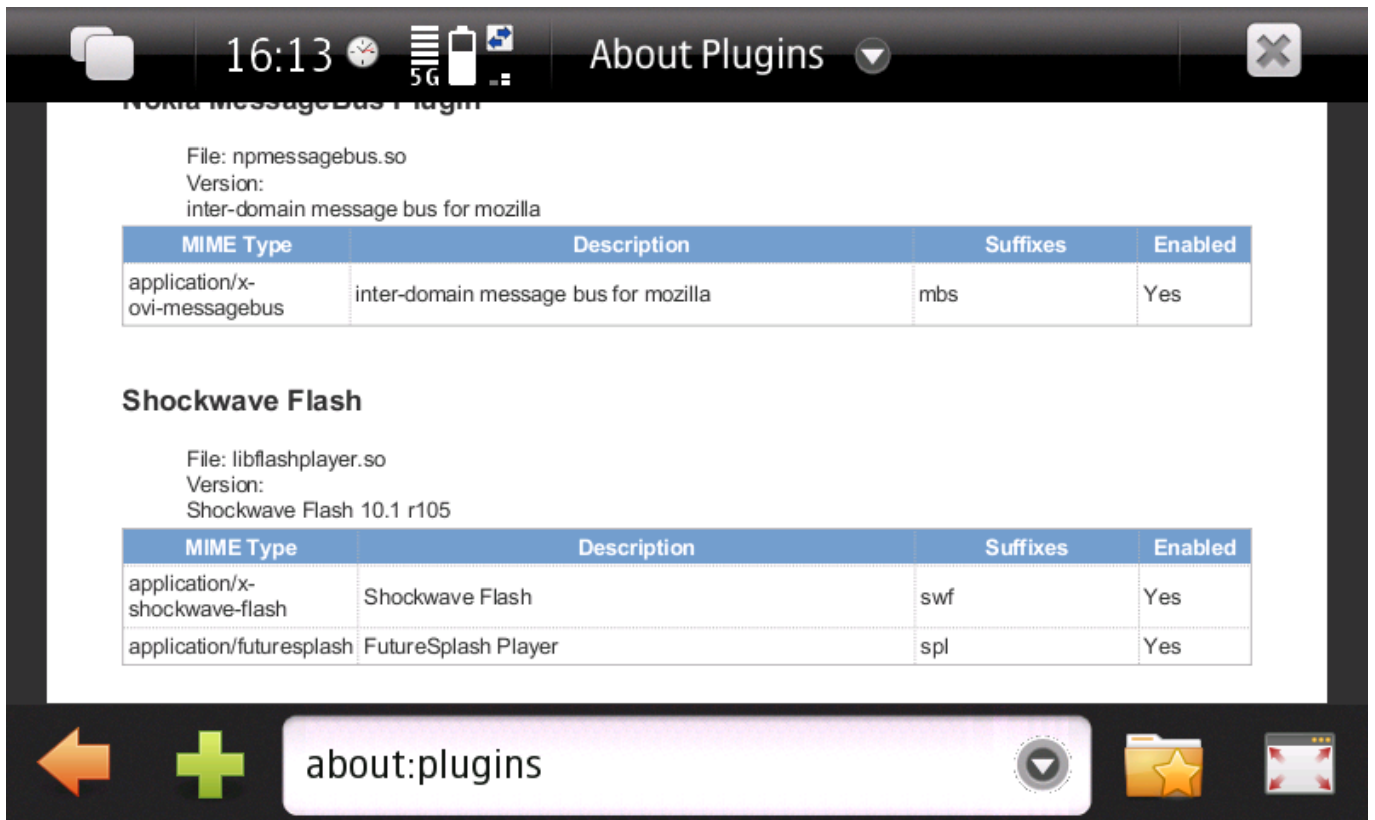 16:13
5G
About Plugins
Nokia MessageBus Plugin
File: npmessagebus.so
Version:
inter-domain message bus for mozilla
MIME Type Description Suffixes Enabled
application/x-
ovi-messagebus inter-domain message bus for mozilla mbs Yes
Shockwave Flash
File: libflashplayer.so
Version:
Shockwave Flash 10.1 r105
MIME Type Description Suffixes Enabled
application/x-
shockwave-flash Shockwave Flash swf Yes
application/futuresplash FutureSplash Player spl Yes
about:plugins